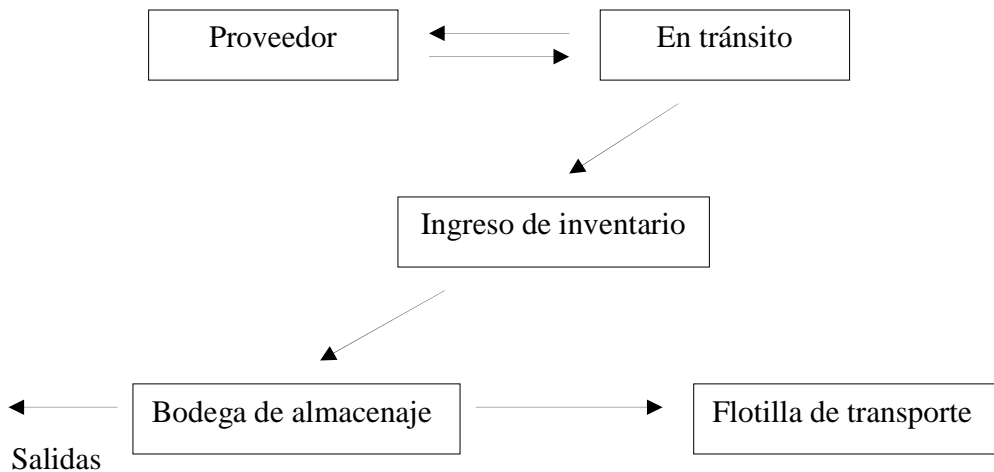 Proveedor
En tránsito
Ingreso de inventario
Bodega de almacenaje
Flotilla de transporte
Salidas